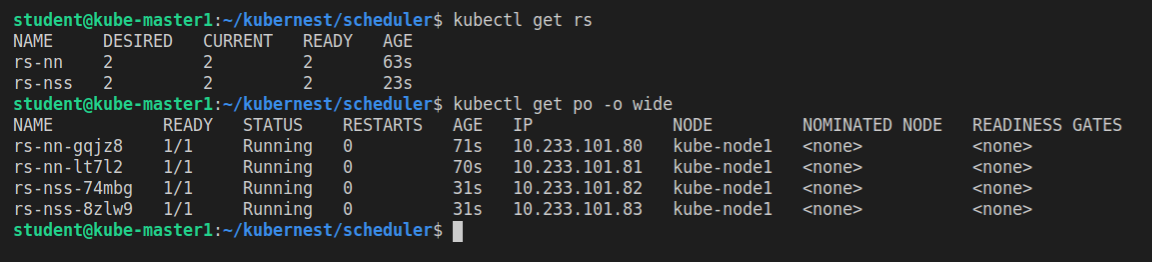 student@kube-master1:~/kubernest/scheduler$ kubectl get rs
NAME     DESIRED   CURRENT   READY   AGE
rs-nn    2         2         2       63s
rs-nss   2         2         2       23s
student@kube-master1:~/kubernest/scheduler$ kubectl get po -o wide
NAME           READY   STATUS    RESTARTS   AGE   IP              NODE         NOMINATED NODE   READINESS GATES
rs-nn-gqjz8    1/1     Running   0          71s   10.233.101.80   kube-node1   <none>           <none>
rs-nn-lt7l2    1/1     Running   0          70s   10.233.101.81   kube-node1   <none>           <none>
rs-nss-74mbg   1/1     Running   0          31s   10.233.101.82   kube-node1   <none>           <none>
rs-nss-8zlw9   1/1     Running   0          31s   10.233.101.83   kube-node1   <none>           <none>
student@kube-master1:~/kubernest/scheduler$